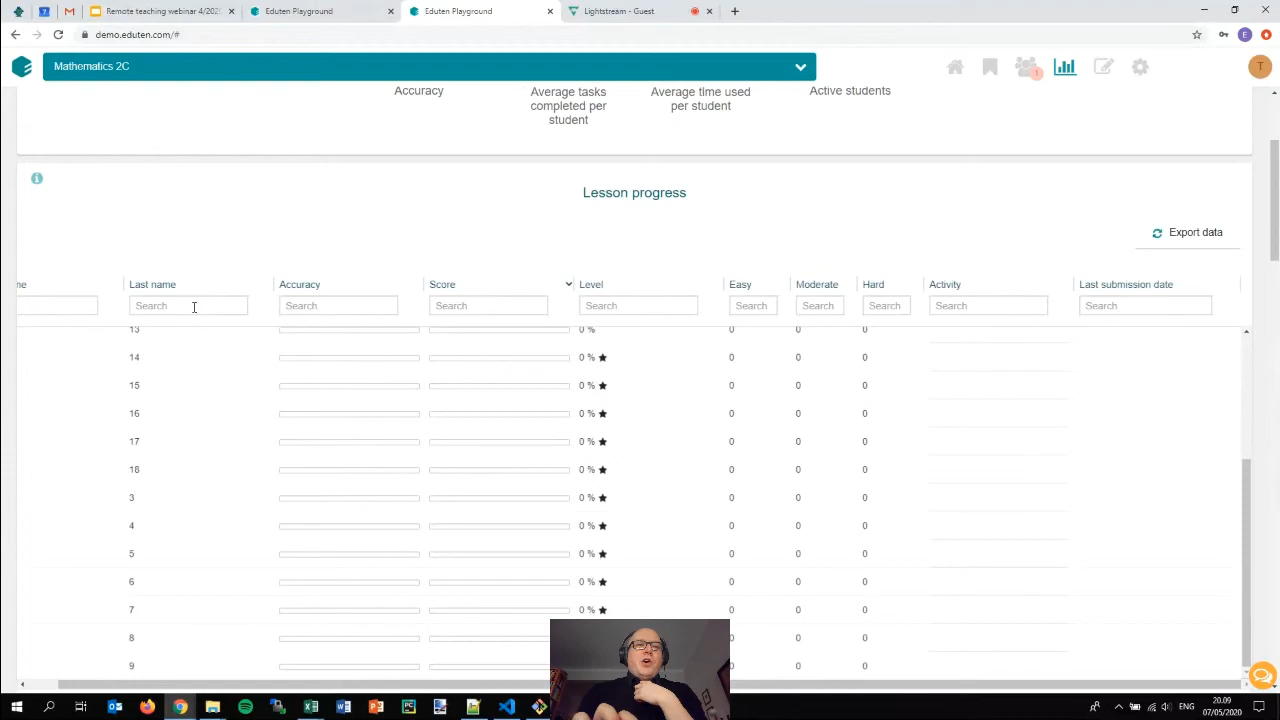 Remote teaching webinar 4/202
Eduten Playground
Eduten Playground
Lightstream - Guest
demo.eduten.com/#
E
Mathematics 2C
1
T
Accuracy
Average tasks
completed per
student
Average time used
per student
Active students
Lesson progress
Export data
me Last name Accuracy Score Level Easy Moderate Hard Activity Last submission date
Search Search Search Search Search Search Search Search Search
13 0 % 0 0 0
14 0 % 0 0 0
15 0 % 0 0 0
16 0 % 0 0 0
17 0 % 0 0 0
18 0 % 0 0 0
3 0 % 0 0 0
4 0 % 0 0 0
5 0 % 0 0 0
6 0 % 0 0 0
7 0 % 0 0 0
8 0 0 0
9 0 0 0
ENG
20.09
07/05/2020